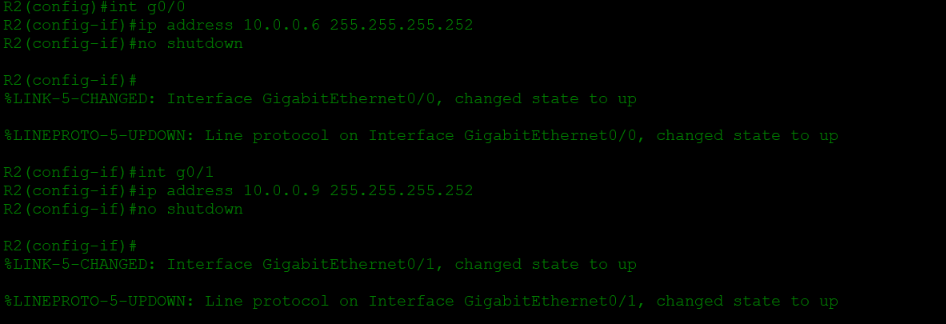 R2(config)#int g0/0
R2(config-if)#ip address 10.0.0.6 255.255.255.252
R2(config-if)#no shutdown
R2(config-if)#
%LINK-5-CHANGED: Interface GigabitEthernet0/0, changed state to up
%LINEPROTO-5-UPDOWN: Line protocol on Interface GigabitEthernet0/0, changed state to up
R2(config-if)#int g0/1
R2(config-if)#ip address 10.0.0.9 255.255.255.252
R2(config-if)#no shutdown
R2(config-if)#
%LINK-5-CHANGED: Interface GigabitEthernet0/1, changed state to up
%LINEPROTO-5-UPDOWN: Line protocol on Interface GigabitEthernet0/1, changed state to up